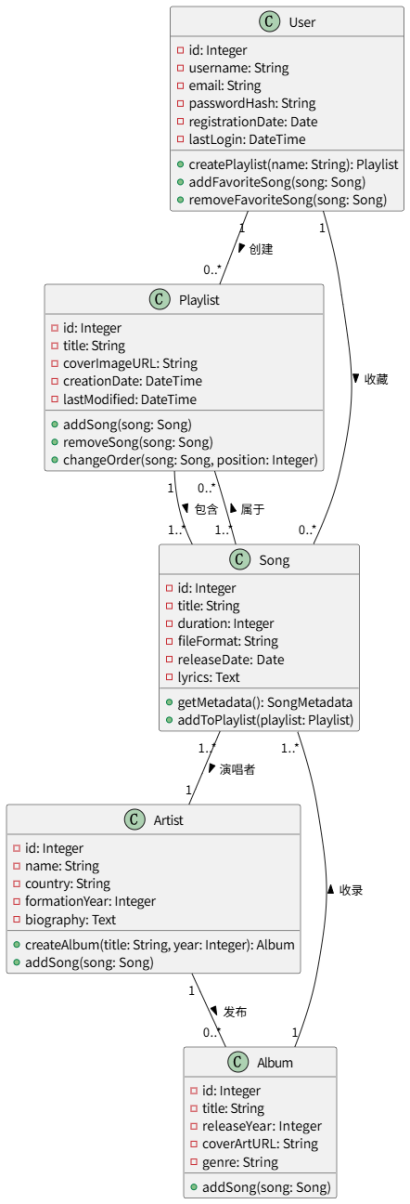 C User
id: Integer
username: String
email: String
passwordHash: String
registrationDate: Date
lastLogin: DateTime
createPlaylist(name: String): Playlist
addFavoriteSong(song: Song)
removeFavoriteSong(song: Song)
1 1
创建
0..*
C Playlist
id: Integer
title: String
coverImageURL: String
creationDate: DateTime
lastModified: DateTime
addSong(song: Song)
removeSong(song: Song)
changeOrder(song: Song, position: Integer)
收藏
1 0..*
包含 属于
1..* 1..* 0..*
C Song
id: Integer
title: String
duration: Integer
fileFormat: String
releaseDate: Date
lyrics: Text
getMetadata(): SongMetadata
addToPlaylist(playlist: Playlist)
1..* 1..*
演唱者
1
C Artist
id: Integer
name: String
country: String
formationYear: Integer
biography: Text
createAlbum(title: String, year: Integer): Album
addSong(song: Song)
收录
1
发布
0..* 1
C Album
id: Integer
title: String
releaseYear: Integer
coverArtURL: String
genre: String
addSong(song: Song)